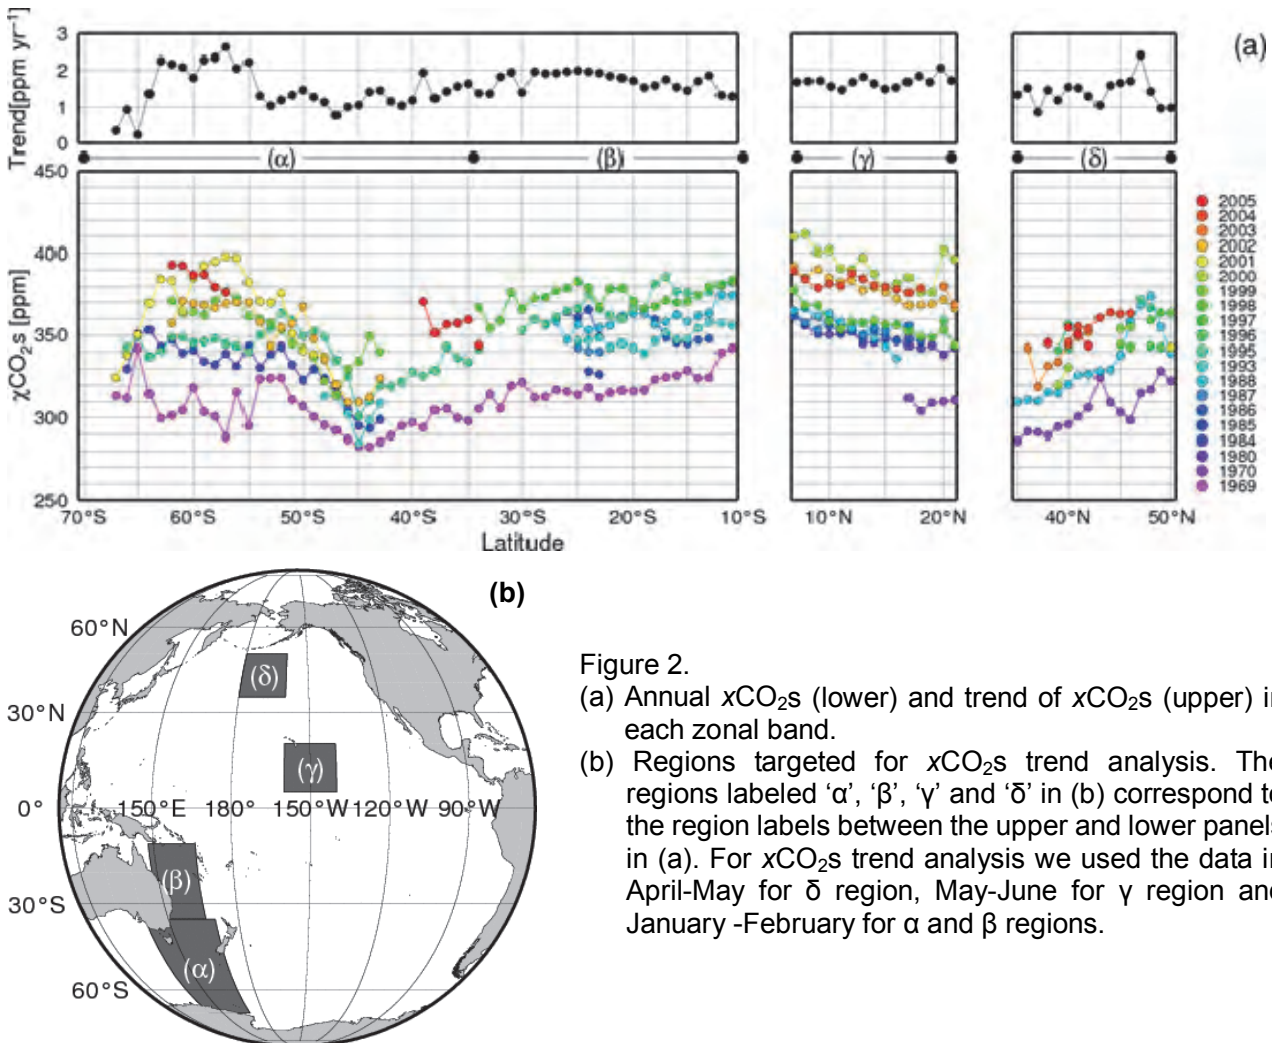 (a)
Trend[ppm yr⁻¹]
3
2
1
0
(α)
(β)
(γ)
(δ)
χCO₂s [ppm]
450
400
350
300
250
70°S
60°S
50°S
40°S
30°S
20°S
10°S
10°N
20°N
40°N
50°N
Latitude
2005
2004
2003
2002
2001
2000
1999
1998
1997
1996
1995
1993
1988
1987
1986
1985
1984
1980
1970
1969
(b)
60°N
30°N
0°
30°S
60°S
150°E
180°
150°W
120°W
90°W
(δ)
(γ)
(β)
(α)
Figure 2.
(a) Annual xCO₂s (lower) and trend of xCO₂s (upper) i
each zonal band.
(b) Regions targeted for xCO₂s trend analysis. The
regions labeled ‘α’, ‘β’, ‘γ’ and ‘δ’ in (b) correspond to
the region labels between the upper and lower panels
in (a). For xCO₂s trend analysis we used the data i
April-May for δ region, May-June for γ region and
January -February for α and β regions.